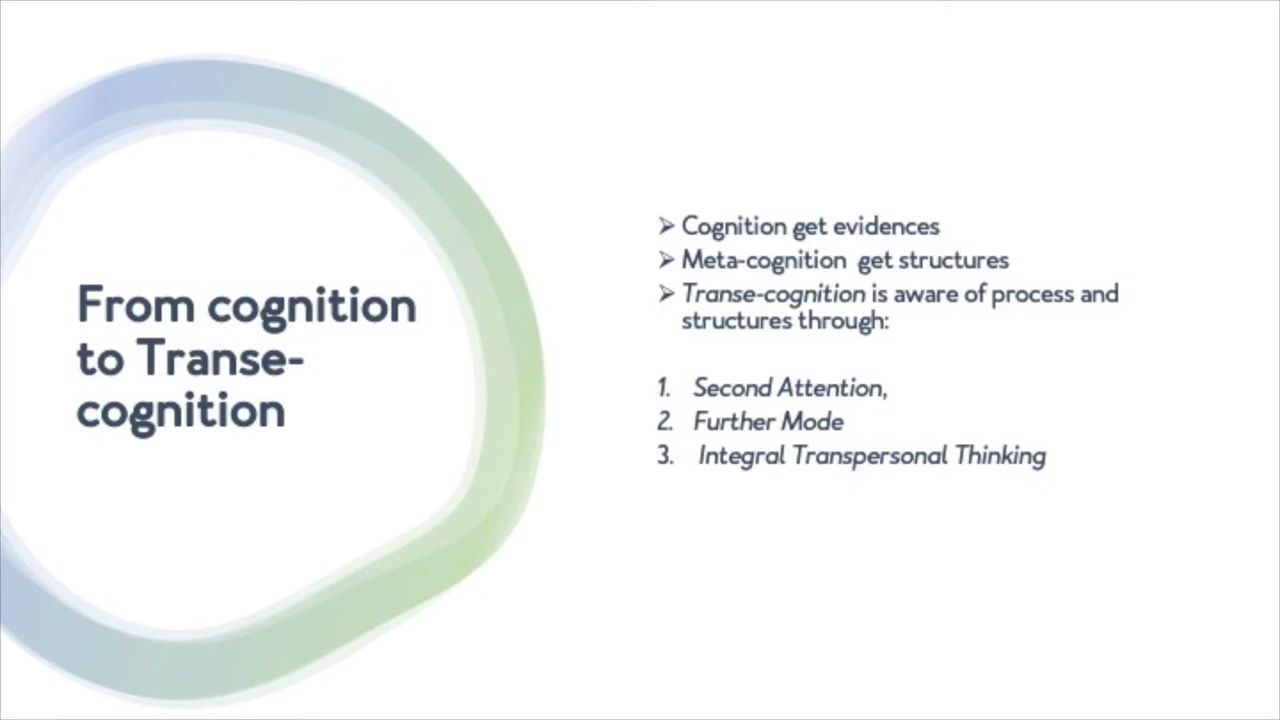 From cognition
to Transe-
cognition
➢ Cognition get evidences
➢ Meta-cognition  get structures
➢ Transe-cognition is aware of process and
structures through:
1. Second Attention,
2. Further Mode
3. Integral Transpersonal Thinking